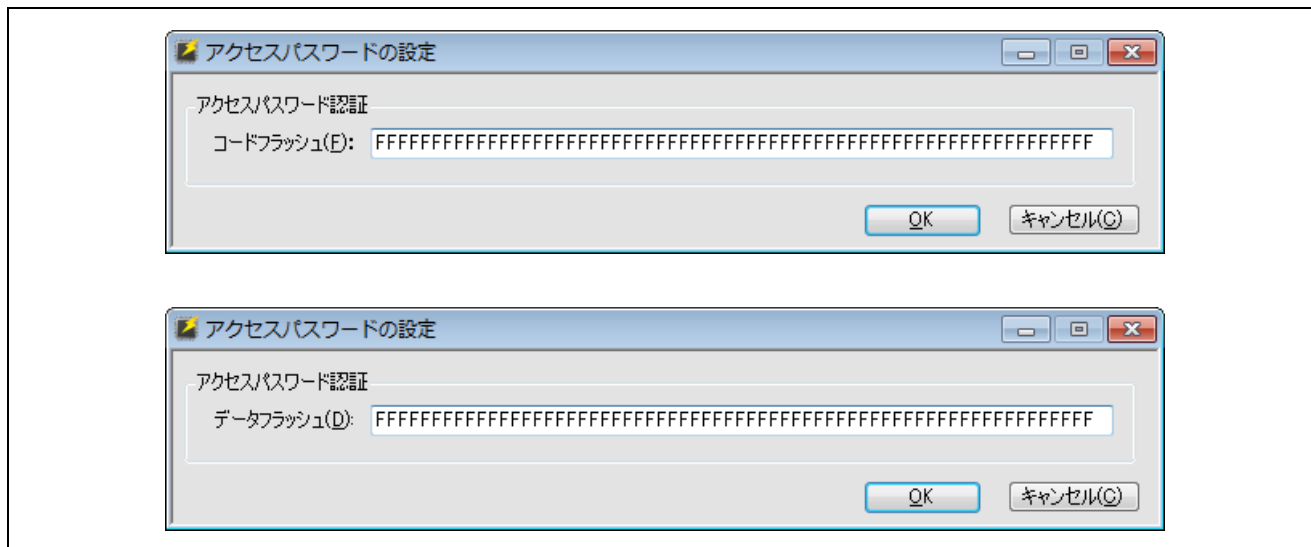 アクセスパスワードの設定
アクセスパスワード認証
コードフラッシュ(F): FFFFFFFFFFFFFFFFFFFFFFFFFFFFFFFFFFFFFFFFFFFFFFFFFFFFFFFFFFFFFFFF
OK キャンセル(C)
アクセスパスワードの設定
アクセスパスワード認証
データフラッシュ(D): FFFFFFFFFFFFFFFFFFFFFFFFFFFFFFFFFFFFFFFFFFFFFFFFFFFFFFFFFFFFFFFF
OK キャンセル(C)